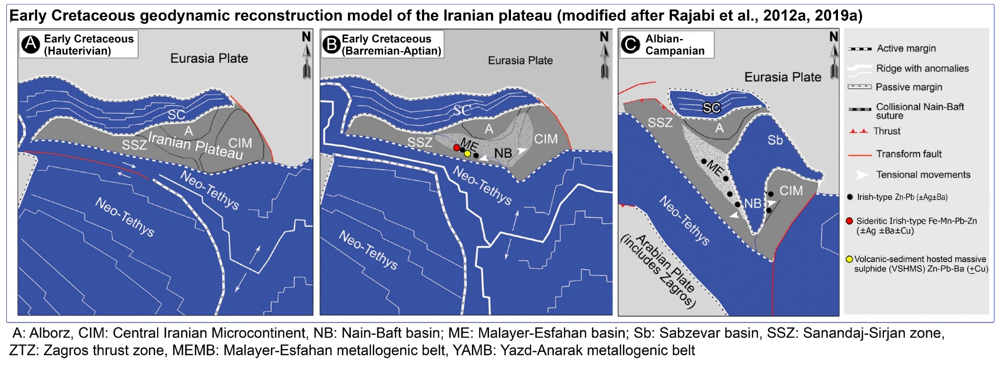 Early Cretaceous geodynamic reconstruction model of the Iranian plateau (modified after Rajabi et al., 2012a, 2019a)
A
Early Cretaceous
(Hauterivian)
N
Eurasia Plate
SC
A
Iranian Plateau
SSZ
CIM
Neo-Tethys
Neo-Tethys
B
Early Cretaceous
(Barremian-Aptian)
N
Eurasia Plate
SC
A
SSZ
ME
NB
CIM
Neo-Tethys
Neo-Tethys
C
Albian-
Campanian
N
Eurasia Plate
SC
SSZ
A
Sb
ME
CIM
NB
Neo-Tethys
Arabian Plate
(includes Zagros)
Active margin
Ridge with anomalies
Passive margin
Collisional Nain-Baft
suture
Thrust
Transform fault
Tensional movements
Irish-type Zn-Pb (±Ag±Ba)
Sideritic Irish-type Fe-Mn-Pb-Zn
(±Ag ±Ba±Cu)
Volcanic-sediment hosted massive
sulphide (VSHMS) Zn-Pb-Ba (±Cu)
A: Alborz, CIM: Central Iranian Microcontinent, NB: Nain-Baft basin; ME: Malayer-Esfahan basin; Sb: Sabzevar basin, SSZ: Sanandaj-Sirjan zone,
ZTZ: Zagros thrust zone, MEMB: Malayer-Esfahan metallogenic belt, YAMB: Yazd-Anarak metallogenic belt